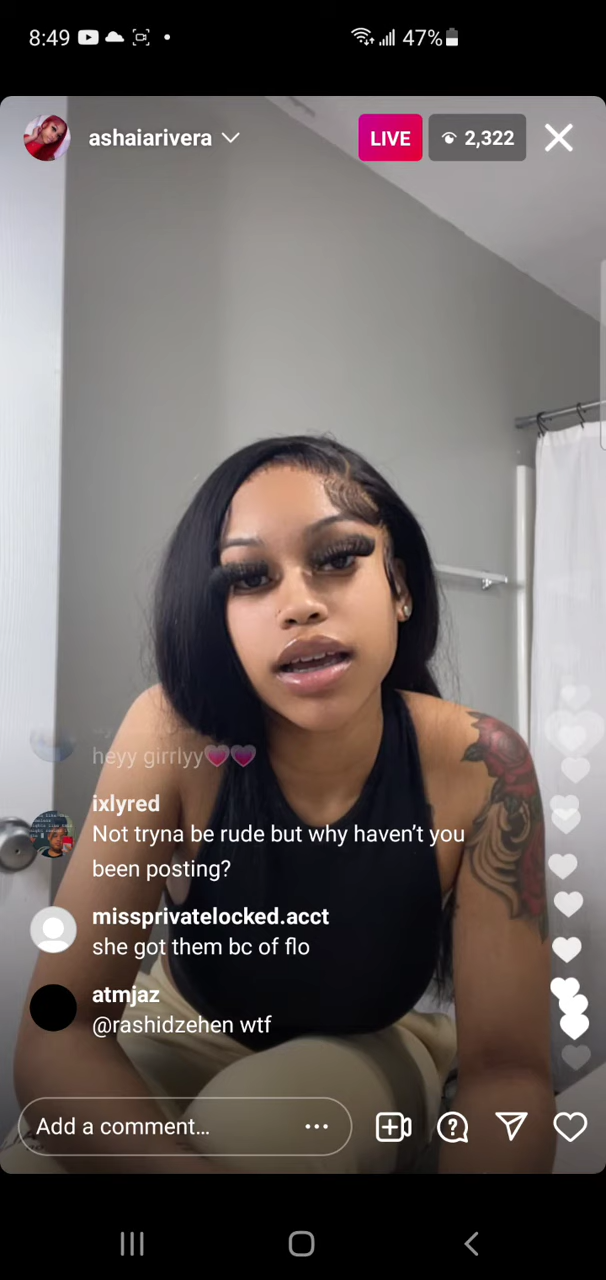 8:49
47%
ashaiarivera
LIVE
2,322
heyy girrlyy💗💗
ixlyred
Not tryna be rude but why haven't you
been posting?
missprivatelocked.acct
she got them bc of flo
atmjaz
@rashidzehen wtf
Add a comment...